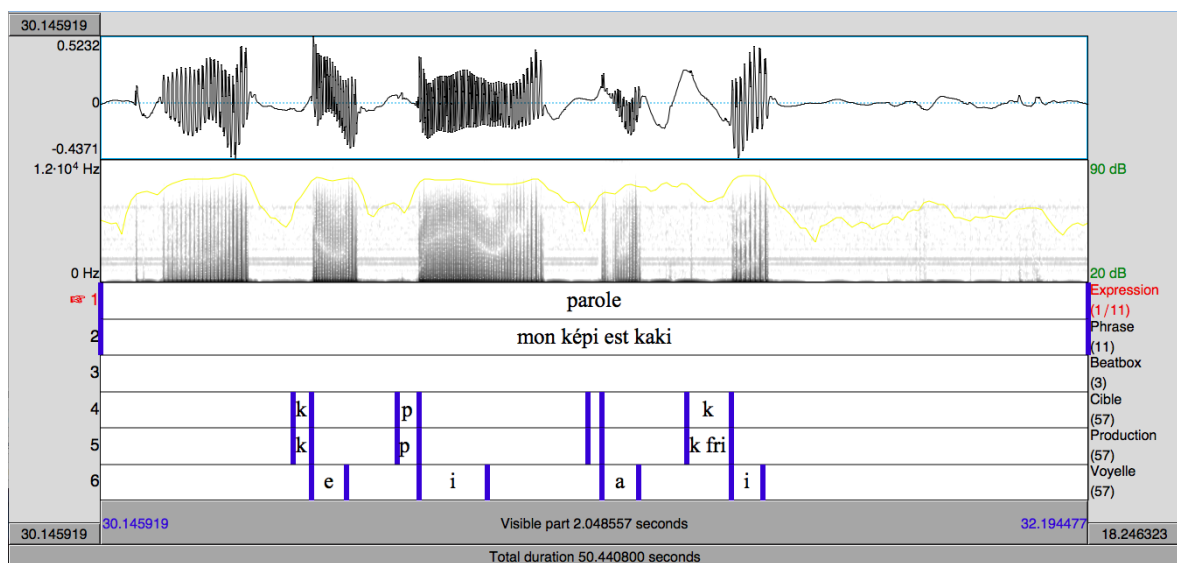 30.145919
0.5232
0
-0.4371
1.2·10⁴ Hz
90 dB
0 Hz
20 dB
☞ 1 parole Expression (1/11)
2 mon képi est kaki Phrase (11)
3 Beatbox (3)
4 k p k Cible (57)
5 k p k fri Production (57)
6 e i a i Voyelle (57)
30.145919 Visible part 2.048557 seconds 32.194477
30.145919 18.246323
Total duration 50.440800 seconds